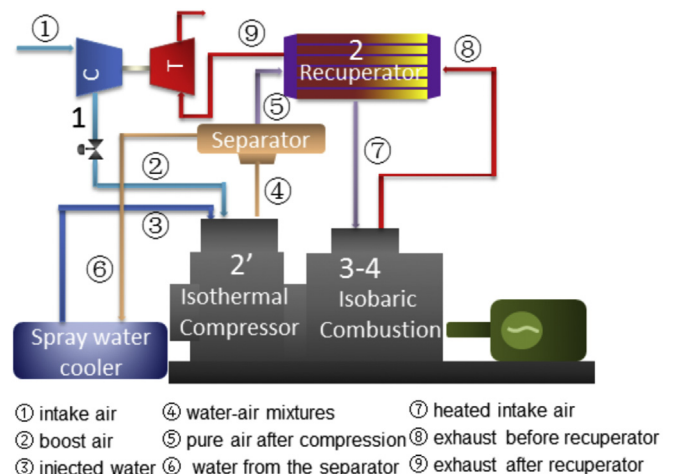 ①
⑨
2
Recuperator
⑧
C
T
1
⑤
Separator
②
④
⑦
③
⑥
2’
Isothermal
Compressor
3-4
Isobaric
Combustion
Spray water
cooler
① intake air ④ water-air mixtures ⑦ heated intake air
② boost air ⑤ pure air after compression ⑧ exhaust before recuperator
③ injected water ⑥ water from the separator ⑨ exhaust after recuperator